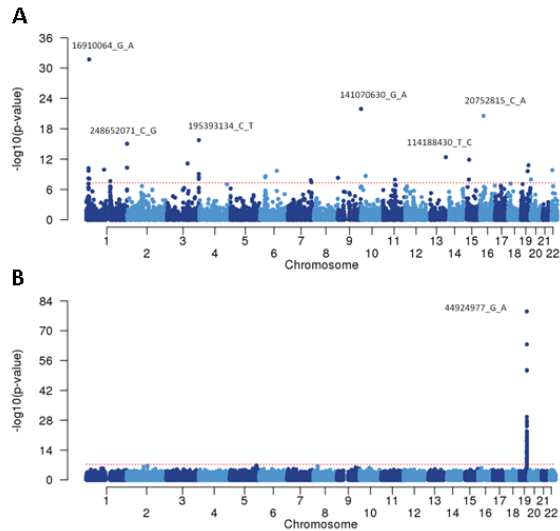 A
36
30
24
18
12
6
0
-log10(p-value)
16910064_G_A
248652071_C_G
195393134_C_T
141070630_G_A
114188430_T_C
20752815_C_A
1 3 4 5 6 7 9 11 13 15 17 19 21
2 8 10 12 14 16 18 20 22
Chromosome
B
84
70
56
42
28
14
0
-log10(p-value)
44924977_G_A
1 3 4 5 6 7 9 11 13 15 17 19 21
2 8 10 12 14 16 18 20 22
Chromosome